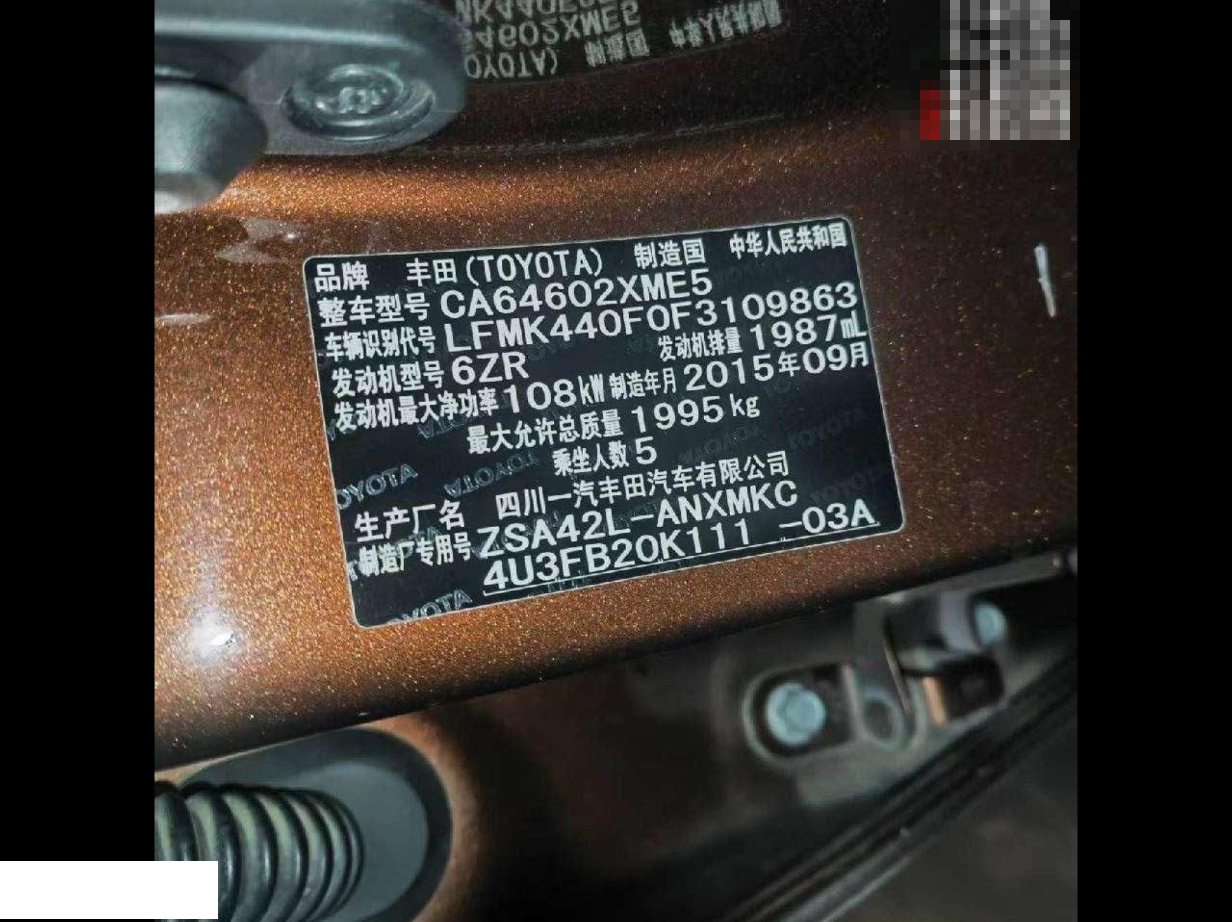 品牌 丰田(TOYOTA) 制造国 中华人民共和国
整车型号 CA64602XME5
车辆识别代号 LFMK440F0F3109863
发动机型号 6ZR 发动机排量 1987mL
发动机最大净功率 108kW 制造年月 2015年09月
最大允许总质量 1995kg
乘坐人数 5
生产厂名 四川一汽丰田汽车有限公司
制造厂专用号 ZSA42L-ANXMKC
4U3FB20K111 -03A